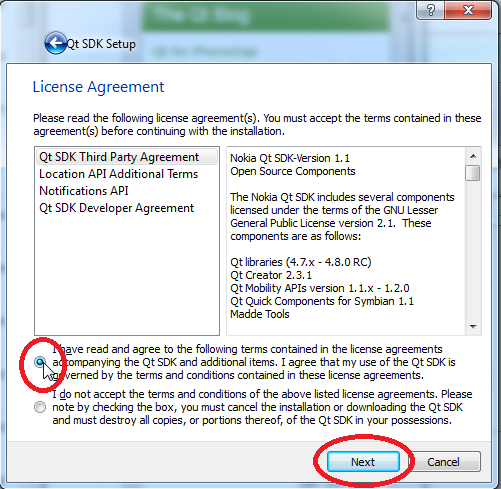 The Qt Blog
Qt SDK Setup
License Agreement
Please read the following license agreement(s). You must accept the terms contained in these
agreement(s) before continuing with the installation.
Qt SDK Third Party Agreement
Location API Additional Terms
Notifications API
Qt SDK Developer Agreement
Nokia Qt SDK-Version 1.1
Open Source Components
The Nokia Qt SDK includes several components
licensed under the terms of the GNU Lesser
General Public License version 2.1. These
components are as follows:
Qt libraries (4.7.x - 4.8.0 RC)
Qt Creator 2.3.1
Qt Mobility APIs version 1.1.x - 1.2.0
Qt Quick Components for Symbian 1.1
Madde Tools
I have read and agree to the following terms contained in the license agreements
accompanying the Qt SDK and additional items. I agree that my use of the Qt SDK is
governed by the terms and conditions contained in these license agreements.
I do not accept the terms and conditions of the above listed license agreements. Please
note by checking the box, you must cancel the installation or downloading the Qt SDK
and must destroy all copies, or portions thereof, of the Qt SDK in your possessions.
Next
Cancel